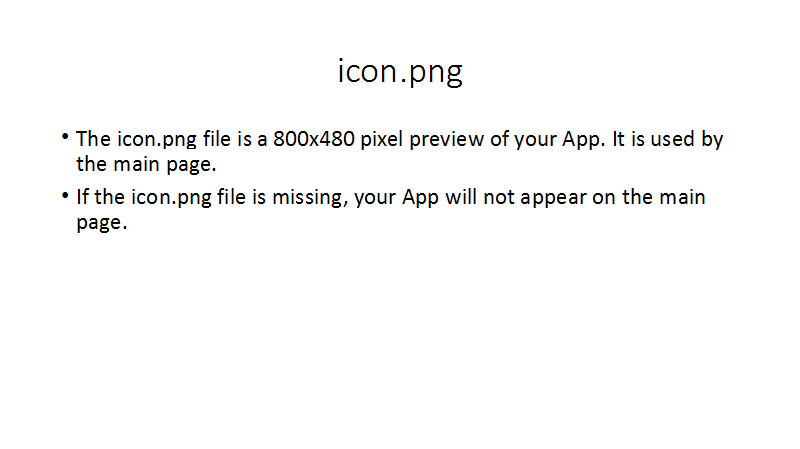 icon.png
• The icon.png file is a 800x480 pixel preview of your App. It is used by
the main page.
• If the icon.png file is missing, your App will not appear on the main
page.